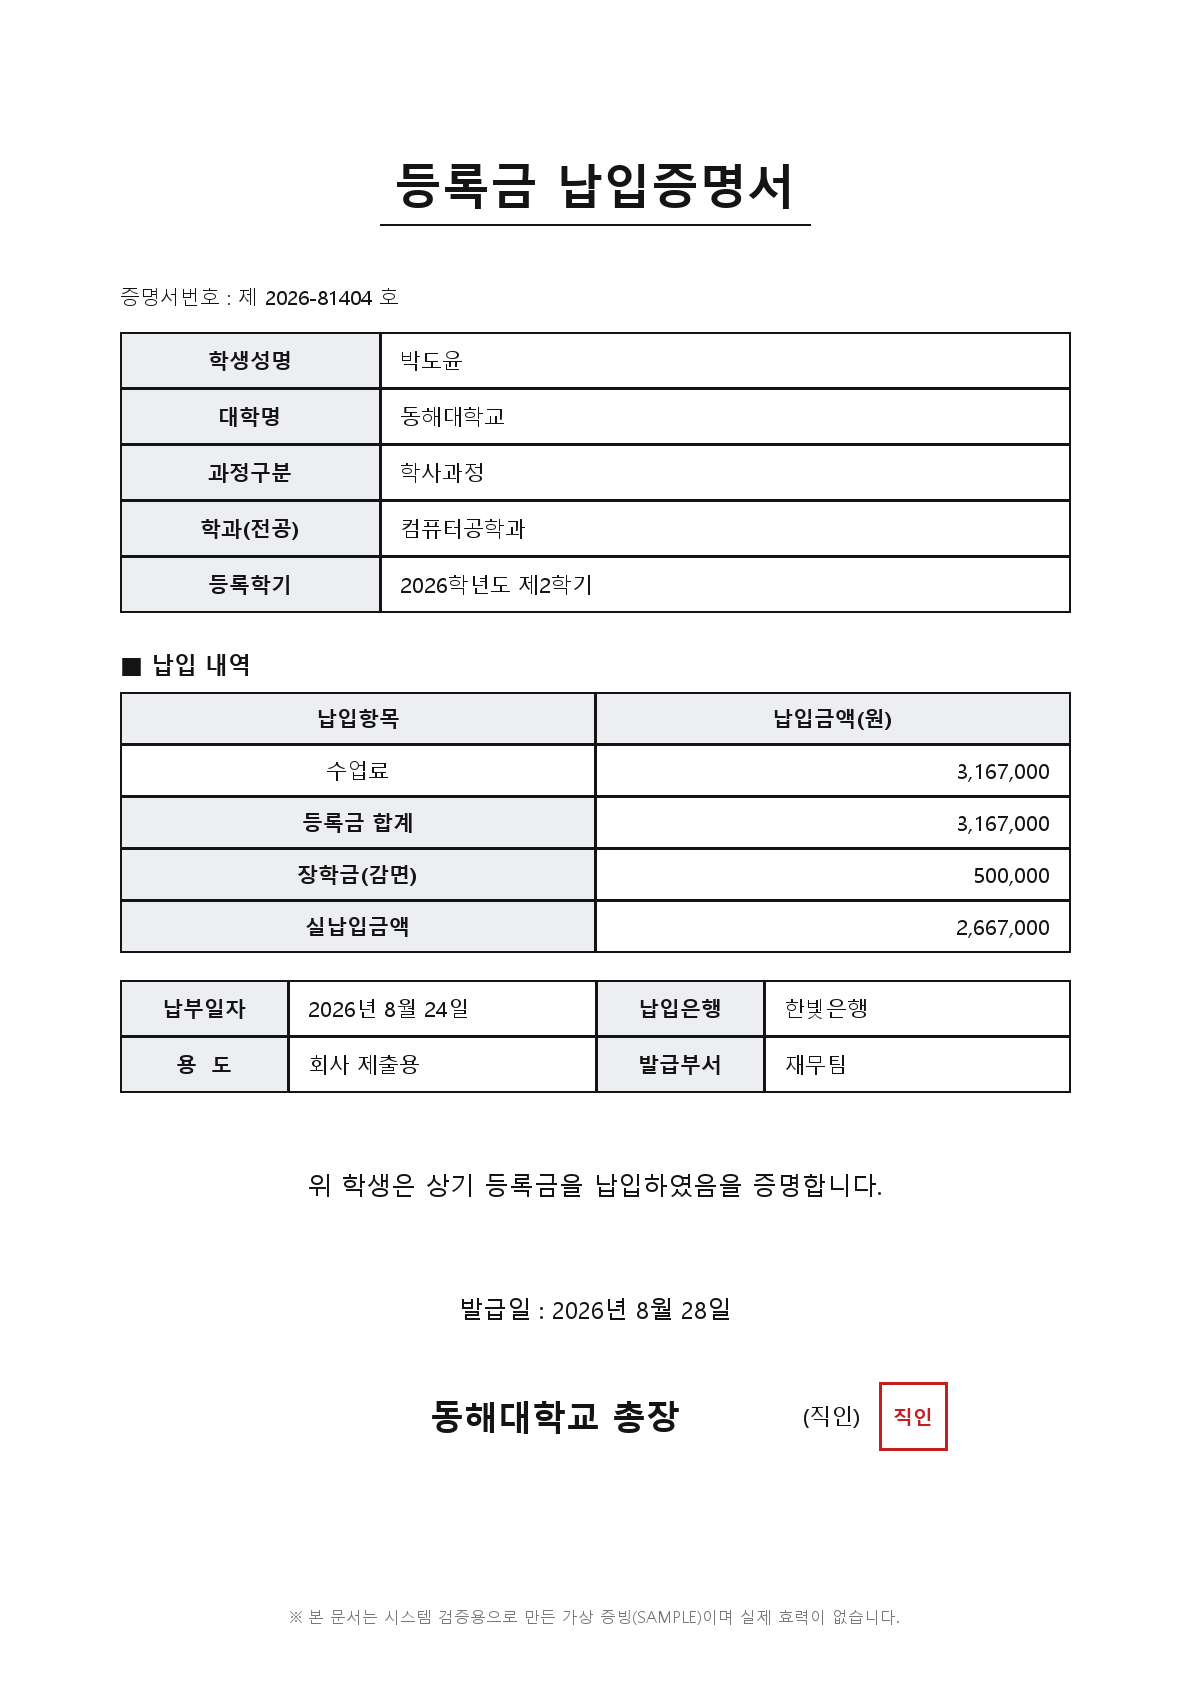 등록금 납입증명서
증명서번호 : 제 2026-81404 호
학생성명 박도윤
대학명 동해대학교
과정구분 학사과정
학과(전공) 컴퓨터공학과
등록학기 2026학년도 제2학기
■ 납입 내역
납입항목 납입금액(원)
수업료 3,167,000
등록금 합계 3,167,000
장학금(감면) 500,000
실납입금액 2,667,000
납부일자 2026년 8월 24일 납입은행 한빛은행
용 도 회사 제출용 발급부서 재무팀
위 학생은 상기 등록금을 납입하였음을 증명합니다.
발급일 : 2026년 8월 28일
동해대학교 총장 (직인) 직인
※ 본 문서는 시스템 검증용으로 만든 가상 증빙(SAMPLE)이며 실제 효력이 없습니다.